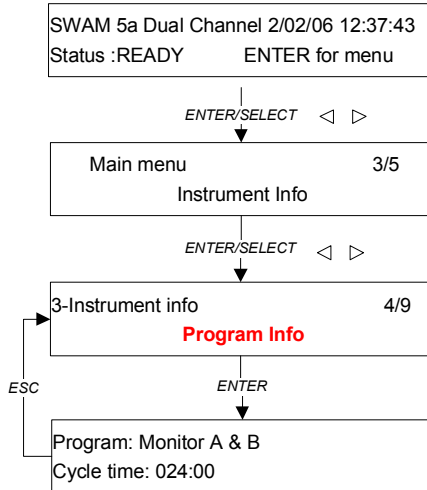 SWAM 5a Dual Channel 2/02/06 12:37:43
Status :READY ENTER for menu
ENTER/SELECT
Main menu 3/5
Instrument Info
ENTER/SELECT
3-Instrument info 4/9
Program Info
ESC
ENTER
Program: Monitor A & B
Cycle time: 024:00